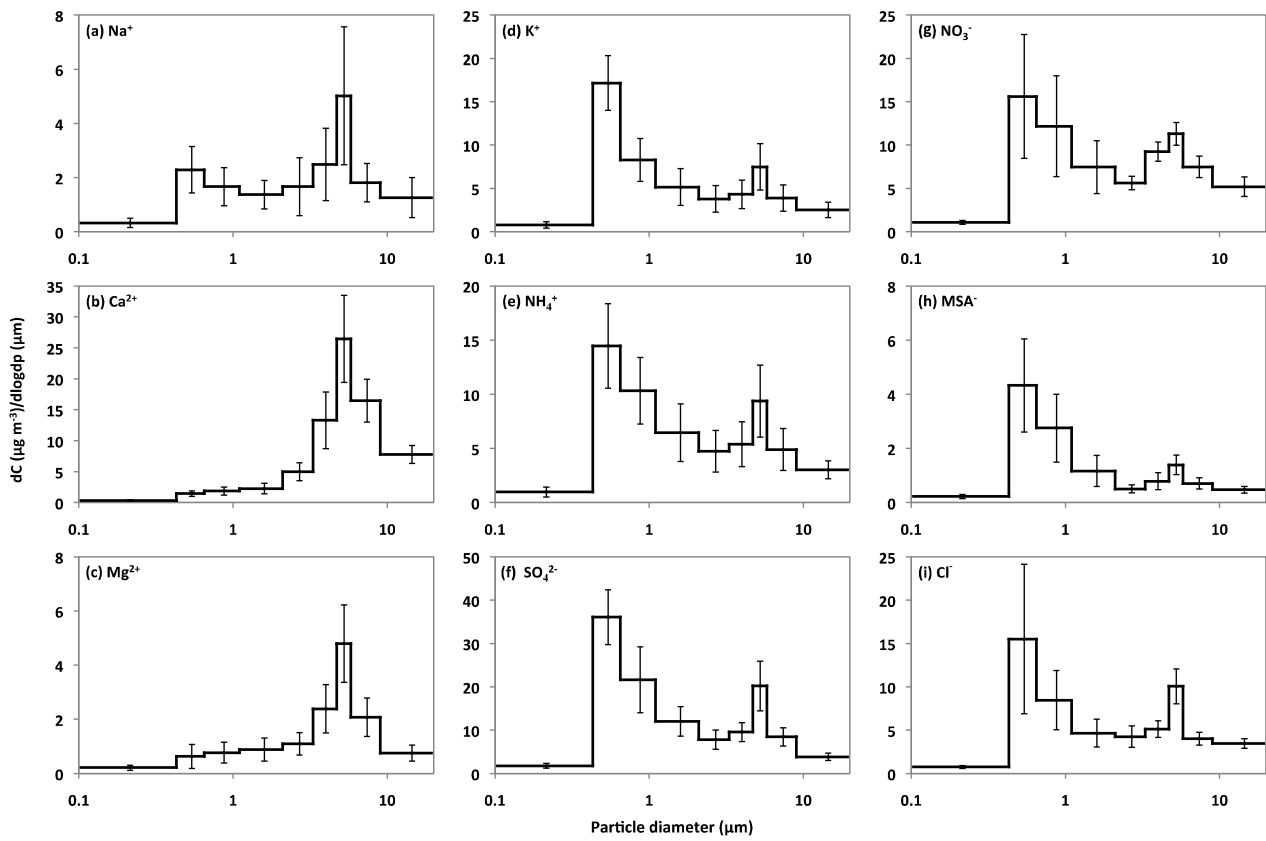 (a) Na⁺
8
6
4
2
0
0.1 1 10
(d) K⁺
25
20
15
10
5
0
0.1 1 10
(g) NO₃⁻
25
20
15
10
5
0
0.1 1 10
(b) Ca²⁺
35
30
25
20
15
10
5
0
0.1 1 10
(e) NH₄⁺
20
15
10
5
0
0.1 1 10
(h) MSA⁻
8
6
4
2
0
0.1 1 10
(c) Mg²⁺
8
6
4
2
0
0.1 1 10
(f) SO₄²⁻
50
40
30
20
10
0
0.1 1 10
(i) Cl⁻
25
20
15
10
5
0
0.1 1 10
dC (μg m⁻³)/dlogdp (μm)
Particle diameter (μm)